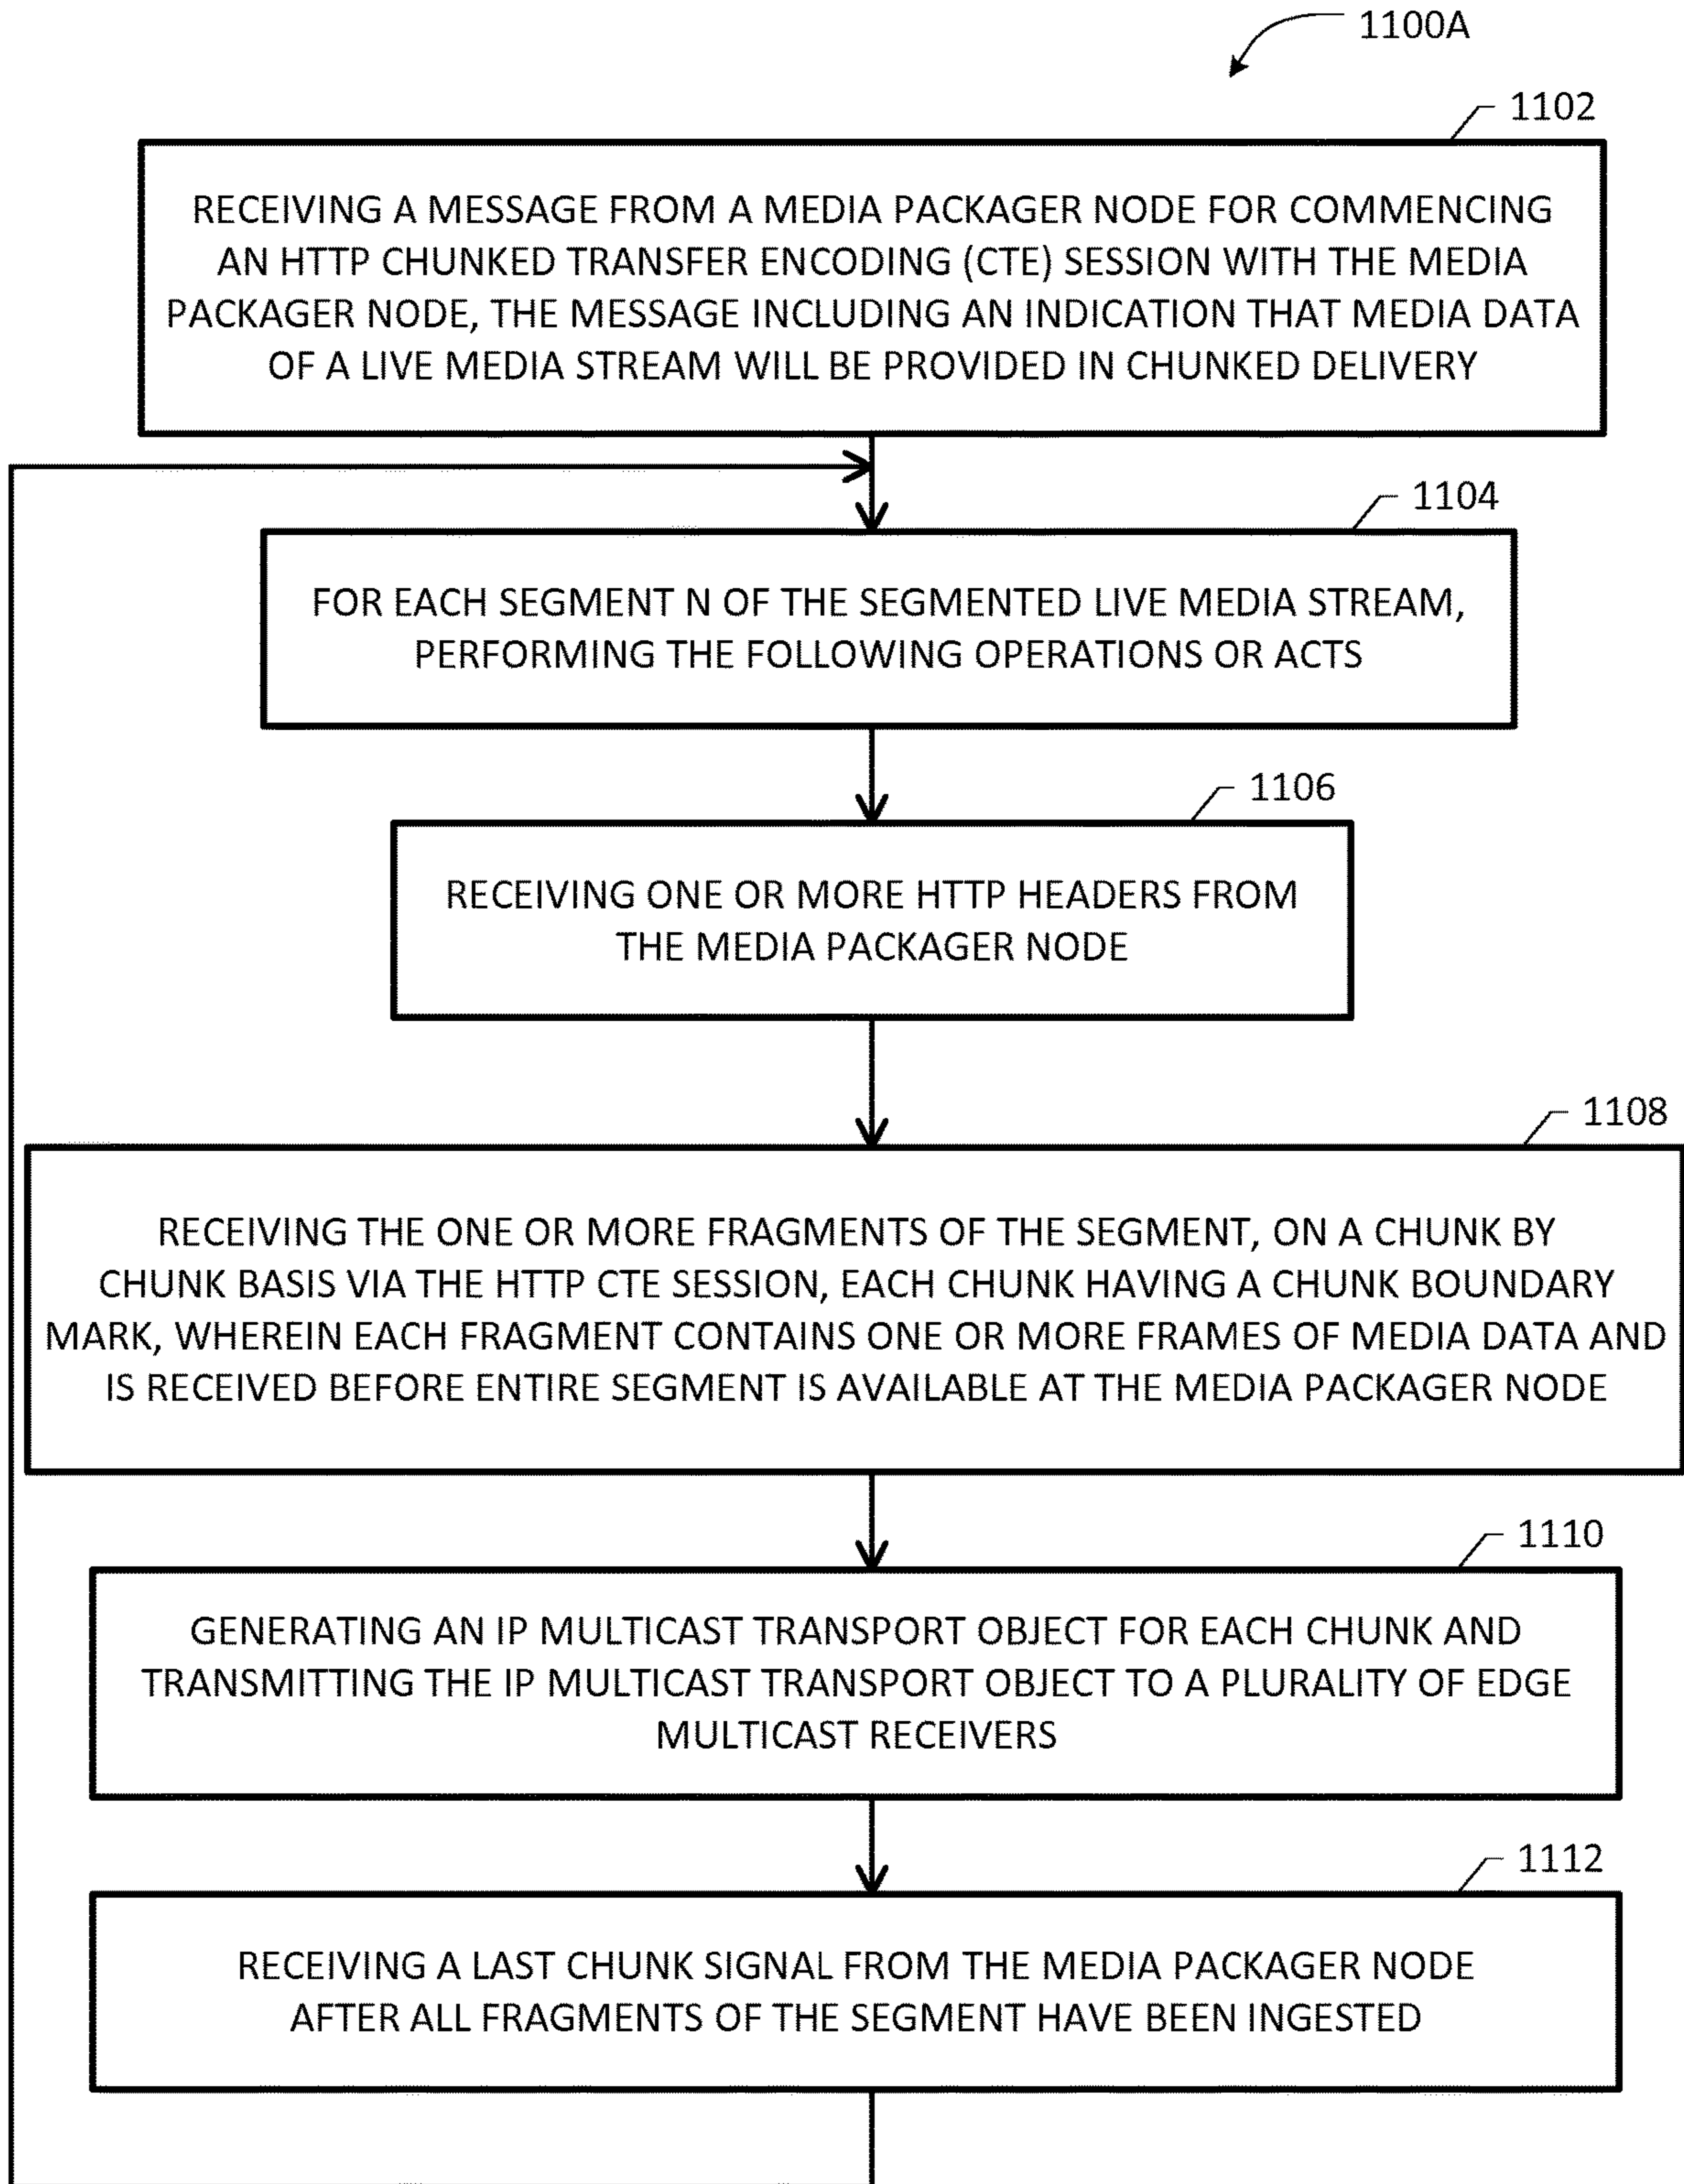 1100A
1102
RECEIVING A MESSAGE FROM A MEDIA PACKAGER NODE FOR COMMENCING
AN HTTP CHUNKED TRANSFER ENCODING (CTE) SESSION WITH THE MEDIA
PACKAGER NODE, THE MESSAGE INCLUDING AN INDICATION THAT MEDIA DATA
OF A LIVE MEDIA STREAM WILL BE PROVIDED IN CHUNKED DELIVERY
1104
FOR EACH SEGMENT N OF THE SEGMENTED LIVE MEDIA STREAM,
PERFORMING THE FOLLOWING OPERATIONS OR ACTS
1106
RECEIVING ONE OR MORE HTTP HEADERS FROM
THE MEDIA PACKAGER NODE
1108
RECEIVING THE ONE OR MORE FRAGMENTS OF THE SEGMENT, ON A CHUNK BY
CHUNK BASIS VIA THE HTTP CTE SESSION, EACH CHUNK HAVING A CHUNK BOUNDARY
MARK, WHEREIN EACH FRAGMENT CONTAINS ONE OR MORE FRAMES OF MEDIA DATA AND
IS RECEIVED BEFORE ENTIRE SEGMENT IS AVAILABLE AT THE MEDIA PACKAGER NODE
1110
GENERATING AN IP MULTICAST TRANSPORT OBJECT FOR EACH CHUNK AND
TRANSMITTING THE IP MULTICAST TRANSPORT OBJECT TO A PLURALITY OF EDGE
MULTICAST RECEIVERS
1112
RECEIVING A LAST CHUNK SIGNAL FROM THE MEDIA PACKAGER NODE
AFTER ALL FRAGMENTS OF THE SEGMENT HAVE BEEN INGESTED